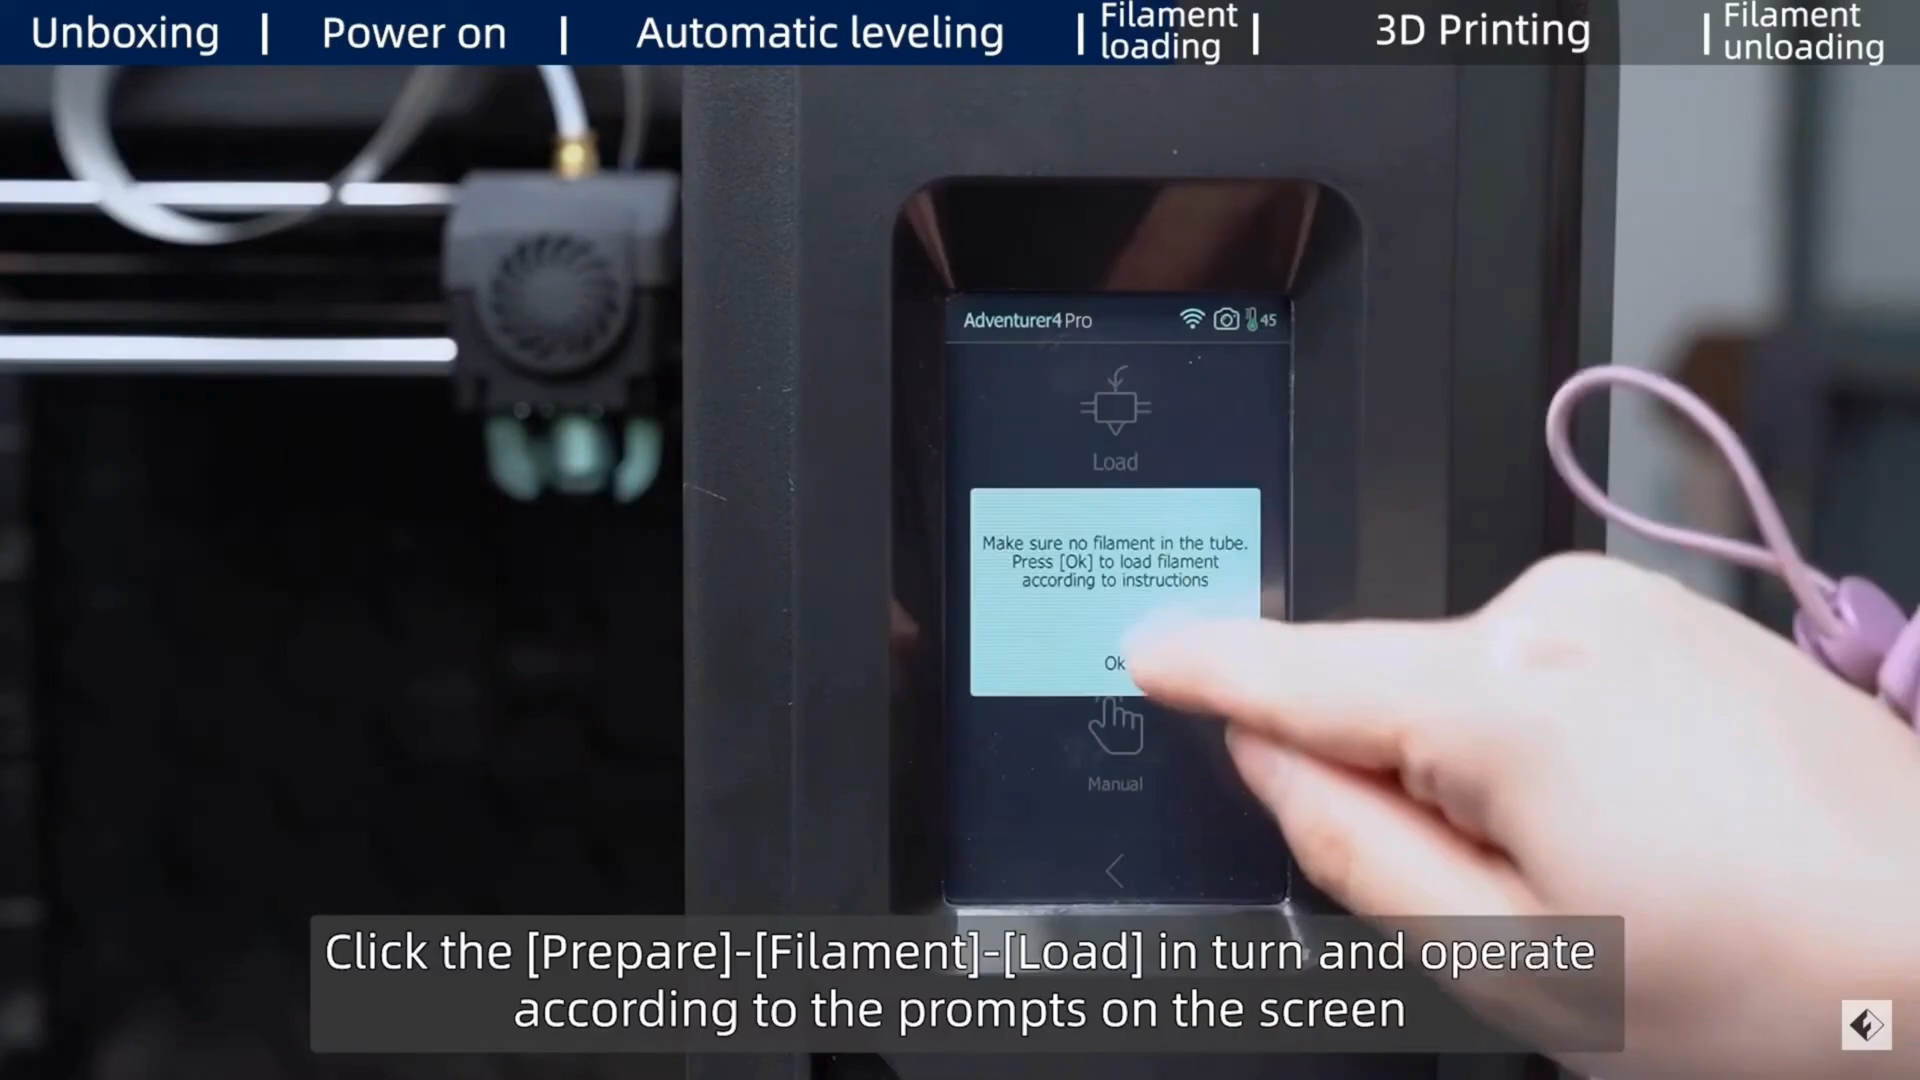 Unboxing | Power on | Automatic leveling | Filament loading | 3D Printing | Filament unloading
Adventurer4 Pro 45
Load
Make sure no filament in the tube.
Press [Ok] to load filament
according to instructions
Ok
Manual
Click the [Prepare]-[Filament]-[Load] in turn and operate
according to the prompts on the screen